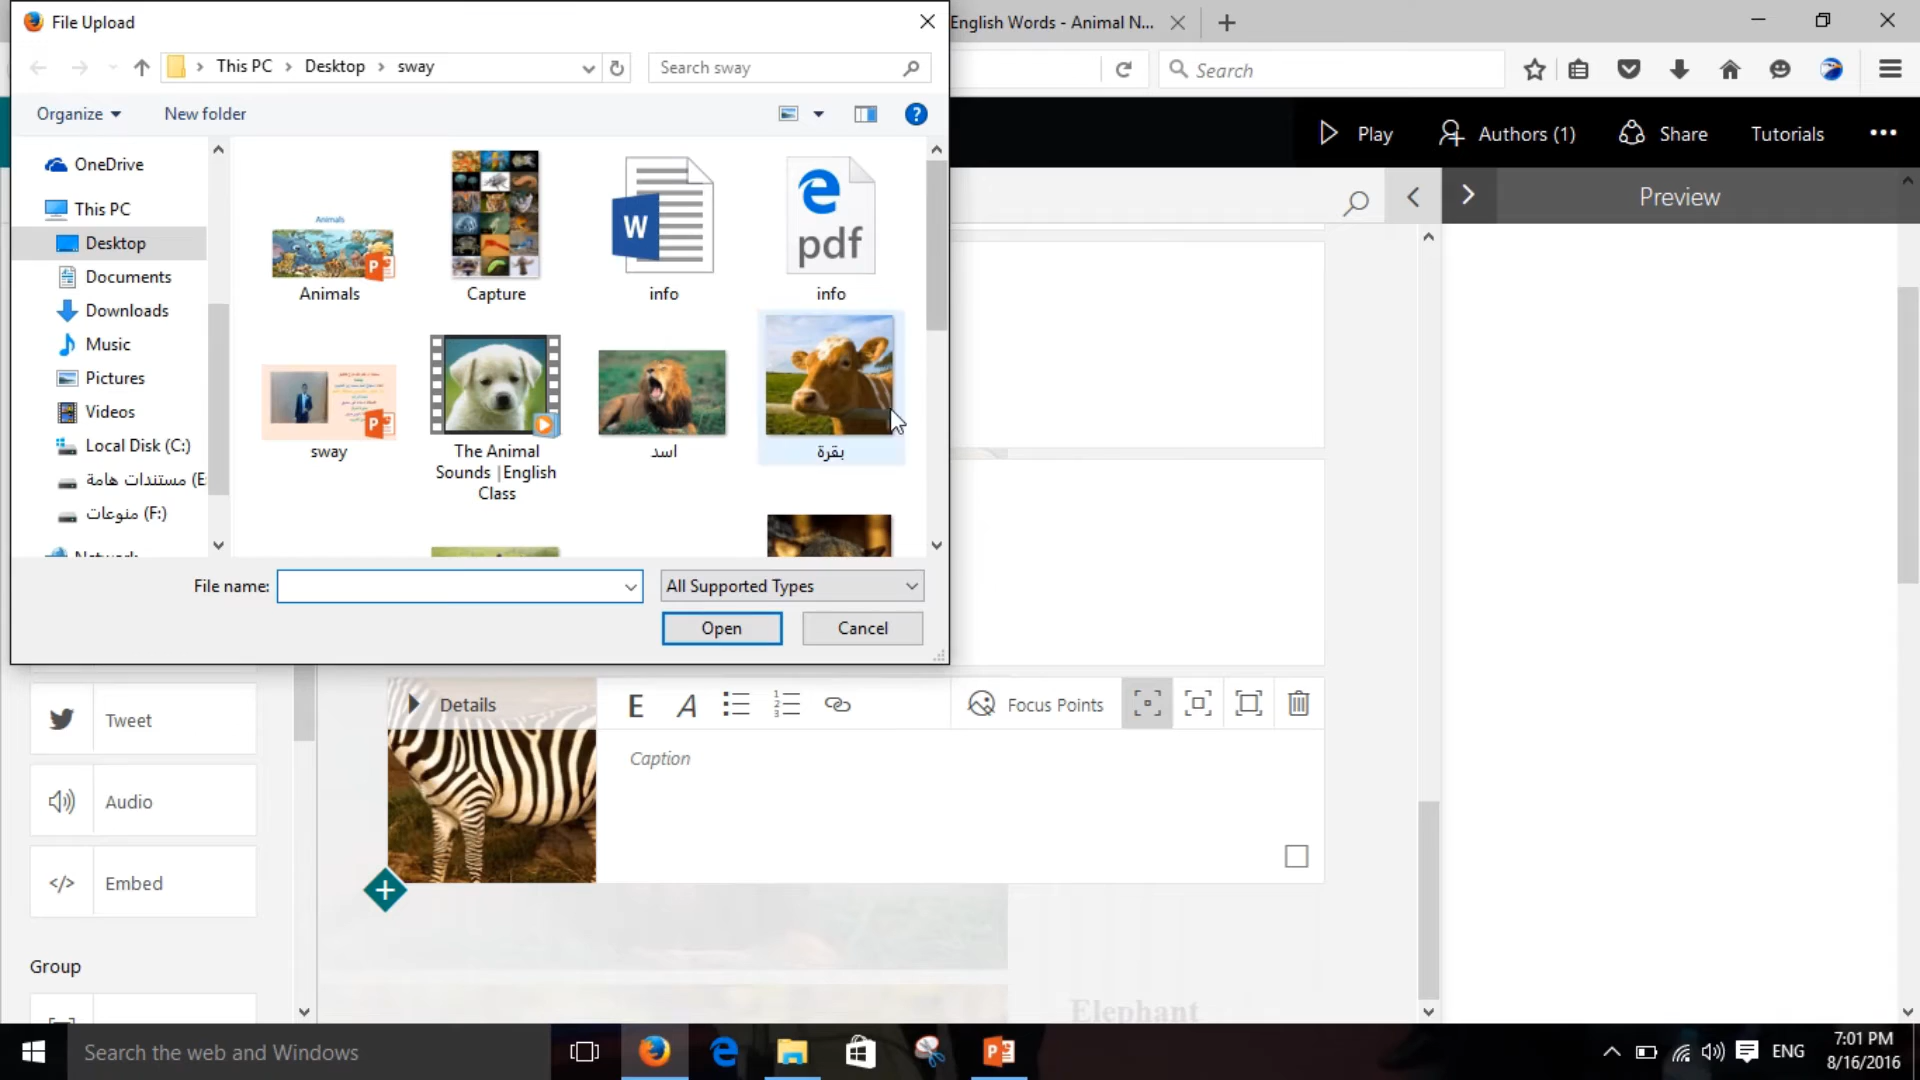 File Upload
English Words - Animal N...
This PC > Desktop > sway
Search sway
Search
Organize
New folder
Play
Authors (1)
Share
Tutorials
OneDrive
This PC
Desktop
Documents
Downloads
Music
Pictures
Videos
Local Disk (C:)
مستندات هامة (E:
منوعات (F:)
Network
Animals
Animals
Capture
W
info
pdf
info
sway
The Animal
Sounds |English
Class
اسد
بقرة
File name:
All Supported Types
Open
Cancel
Preview
Tweet
Audio
Embed
Group
Details
E A
Focus Points
Caption
Elephant
Search the web and Windows
ENG
7:01 PM
8/16/2016